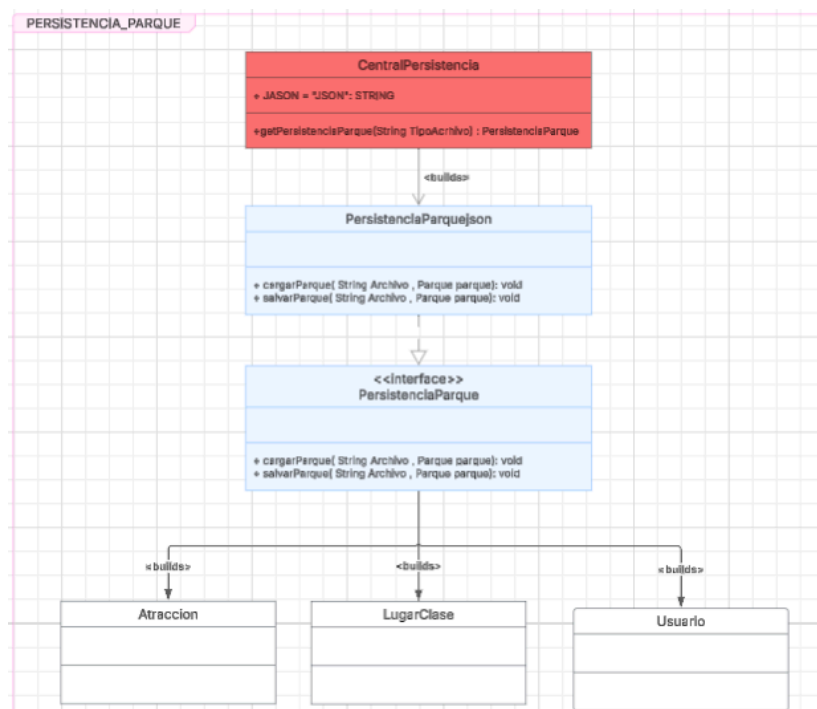 PERSISTENCIA_PARQUE
CentralPersistencia
+ JASON = "JSON": STRING
+getPersistenciaParque(String TipoAcrhivo) : PersistenciaParque
<builds>
PersistenciaParquejson
+ cargarParque( String Archivo , Parque parque): void
+ salvarParque( String Archivo , Parque parque): void
<<interface>>
PersistenciaParque
+ cargarParque( String Archivo , Parque parque): void
+ salvarParque( String Archivo , Parque parque): void
<builds>
<builds>
<builds>
Atraccion
LugarClase
Usuario